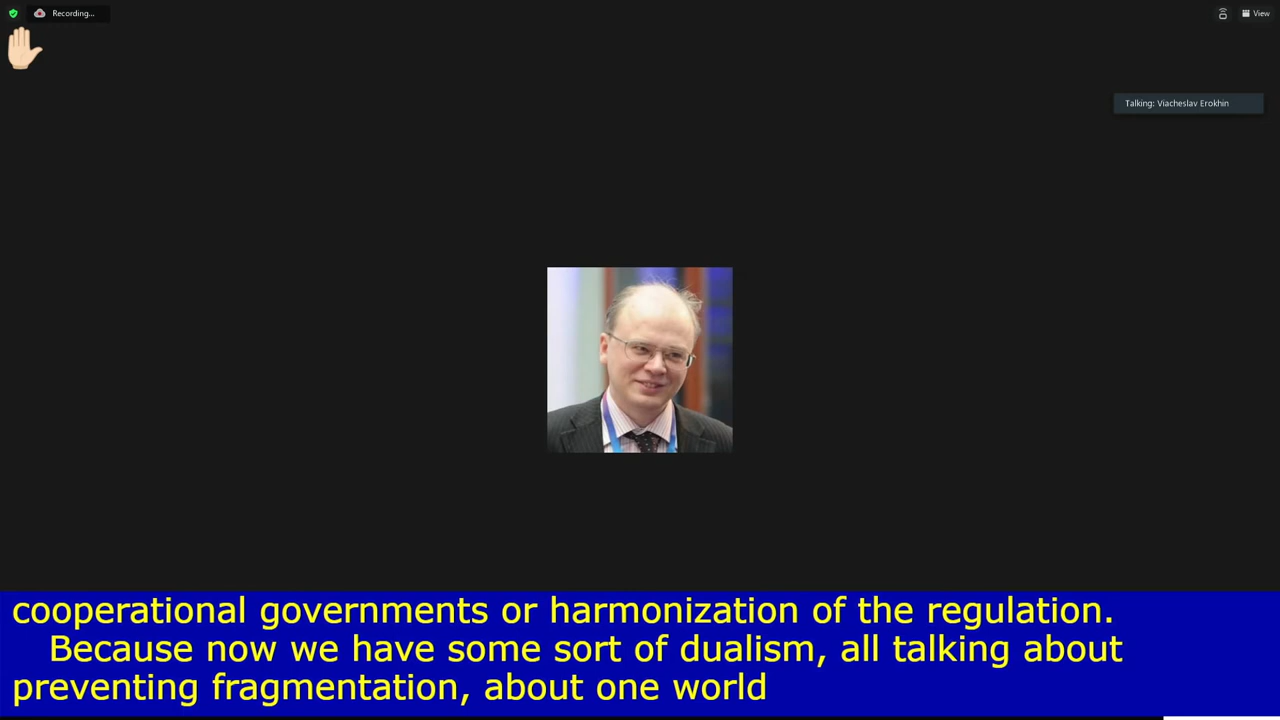 Recording...
View
Talking: Viacheslav Erokhin
cooperational governments or harmonization of the regulation.
Because now we have some sort of dualism, all talking about
preventing fragmentation, about one world